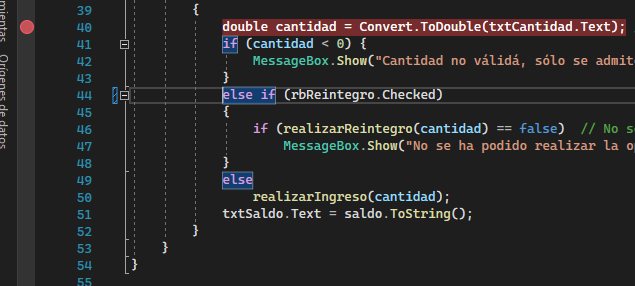 mientas
Orígenes de datos
39 {
40 double cantidad = Convert.ToDouble(txtCantidad.Text);
41 if (cantidad < 0) {
42 MessageBox.Show("Cantidad no válidá, sólo se admit
43 }
44 else if (rbReintegro.Checked)
45 {
46 if (realizarReintegro(cantidad) == false) // No s
47 MessageBox.Show("No se ha podido realizar la o
48 }
49 else
50 realizarIngreso(cantidad);
51 txtSaldo.Text = saldo.ToString();
52 }
53 }
54 }
55